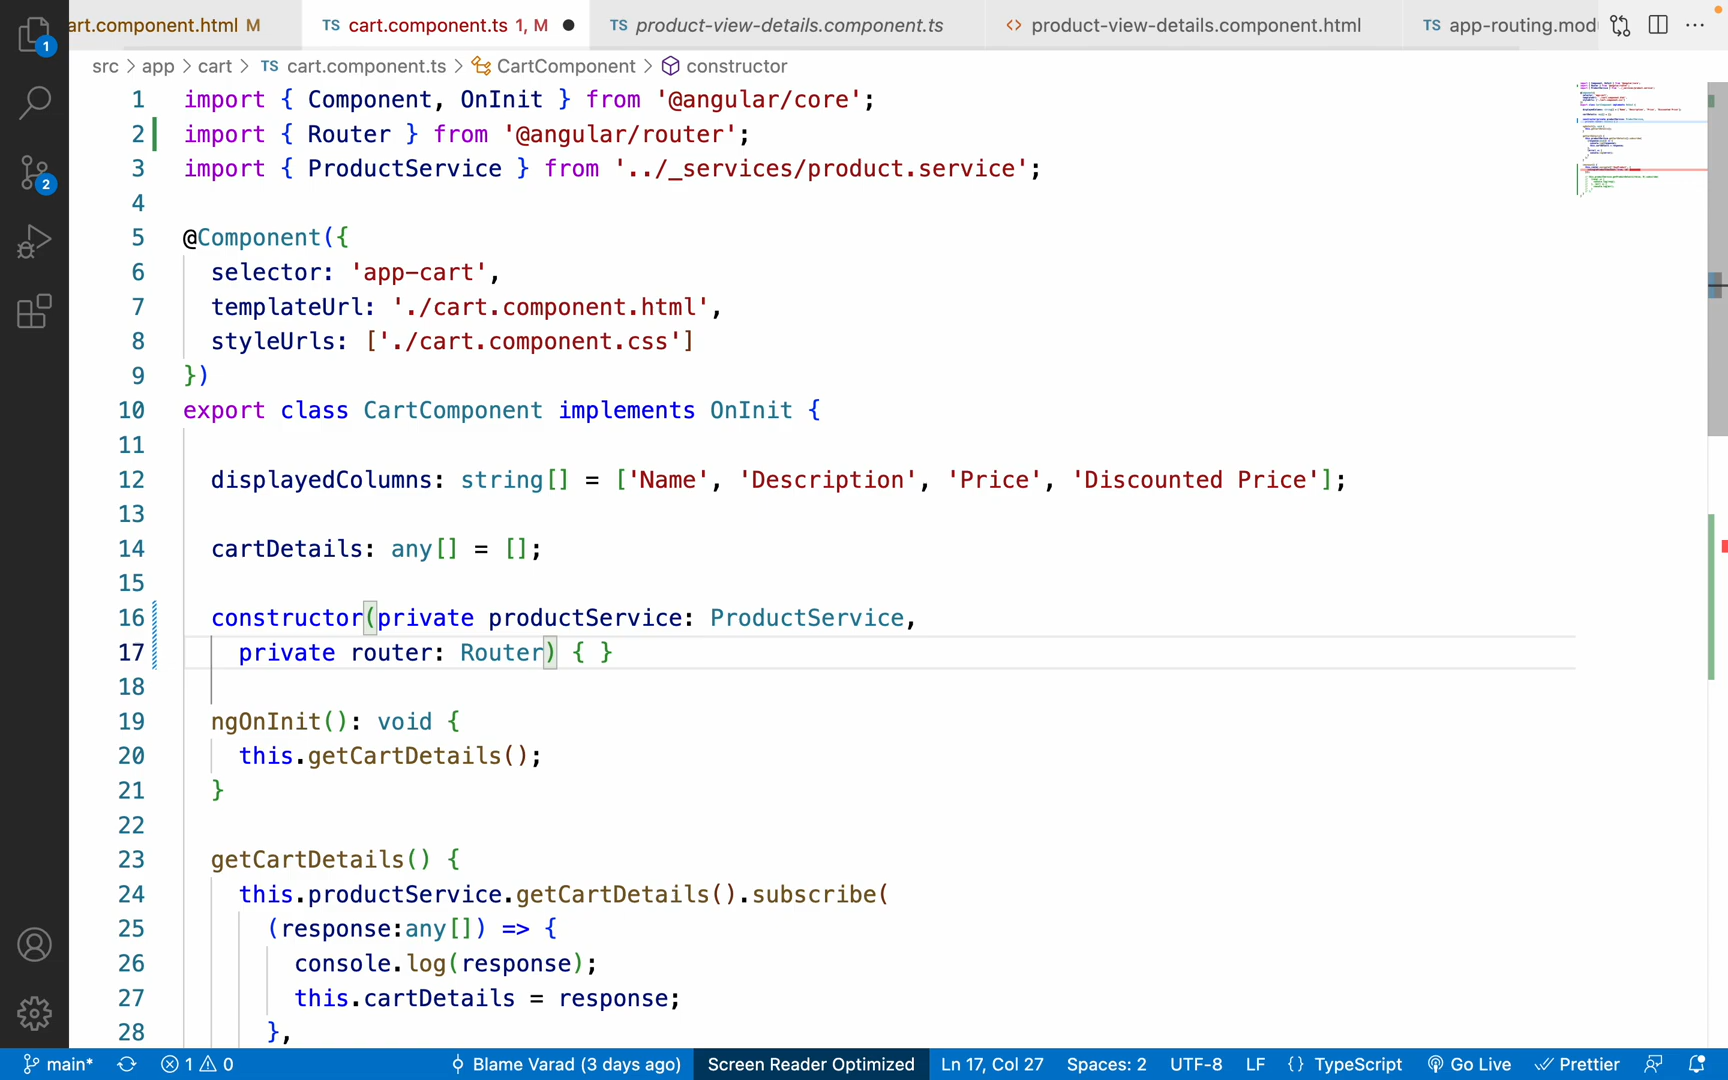 art.component.html M
TS cart.component.ts 1, M
TS product-view-details.component.ts
product-view-details.component.html
TS app-routing.mod
src > app > cart > TS cart.component.ts > CartComponent > constructor
1 import { Component, OnInit } from '@angular/core';
2 import { Router } from '@angular/router';
3 import { ProductService } from '../_services/product.service';
4
5 @Component({
6 selector: 'app-cart',
7 templateUrl: './cart.component.html',
8 styleUrls: ['./cart.component.css']
9 })
10 export class CartComponent implements OnInit {
11
12 displayedColumns: string[] = ['Name', 'Description', 'Price', 'Discounted Price'];
13
14 cartDetails: any[] = [];
15
16 constructor(private productService: ProductService,
17 private router: Router) { }
18
19 ngOnInit(): void {
20 this.getCartDetails();
21 }
22
23 getCartDetails() {
24 this.productService.getCartDetails().subscribe(
25 (response:any[]) => {
26 console.log(response);
27 this.cartDetails = response;
28 },
1
2
main* 1 0 Blame Varad (3 days ago) Screen Reader Optimized Ln 17, Col 27 Spaces: 2 UTF-8 LF {} TypeScript Go Live Prettier